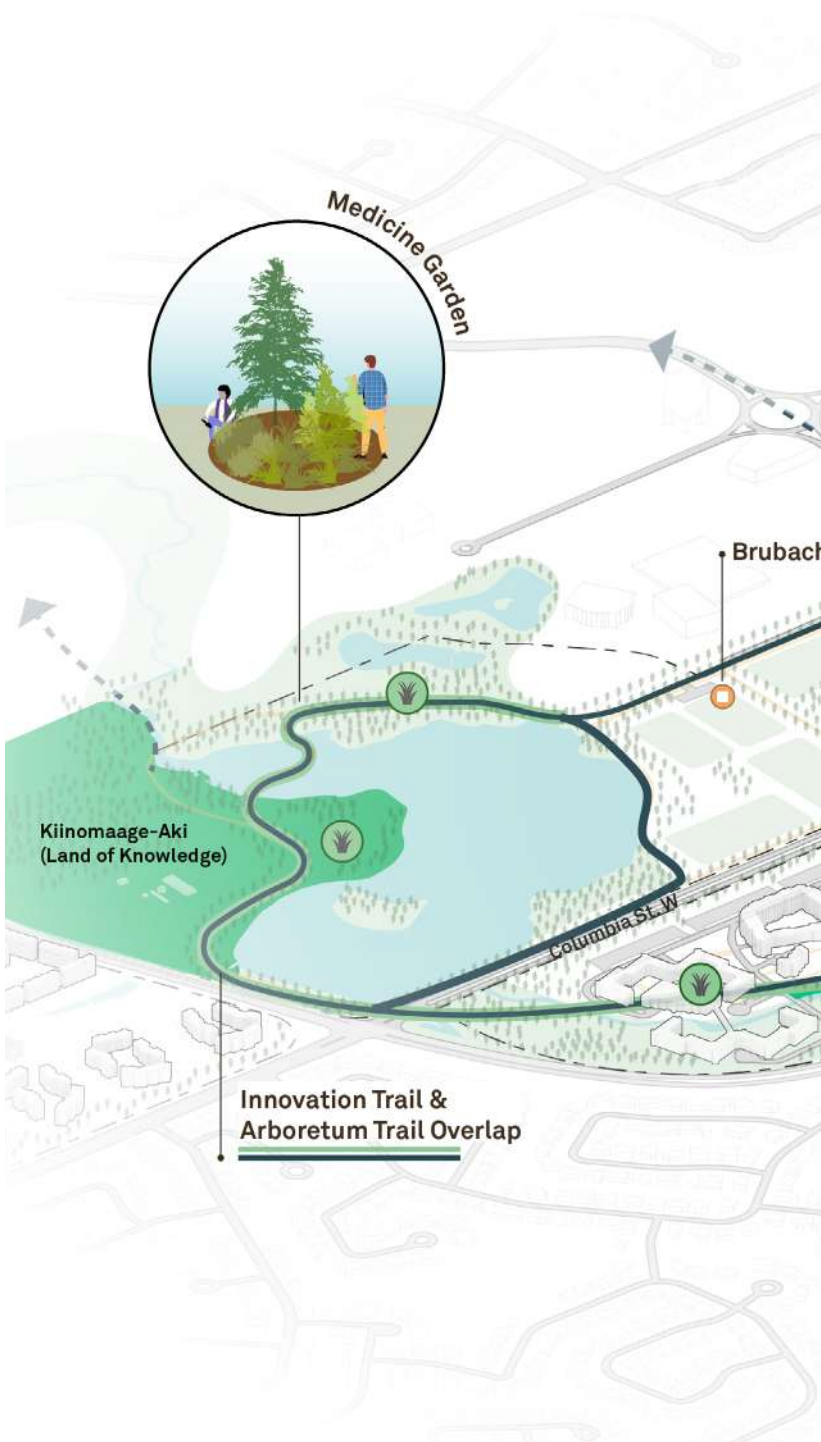 Medicine Garden
Brubach
Kiinomaage-Aki
(Land of Knowledge)
Columbia St. W
Innovation Trail &
Arboretum Trail Overlap